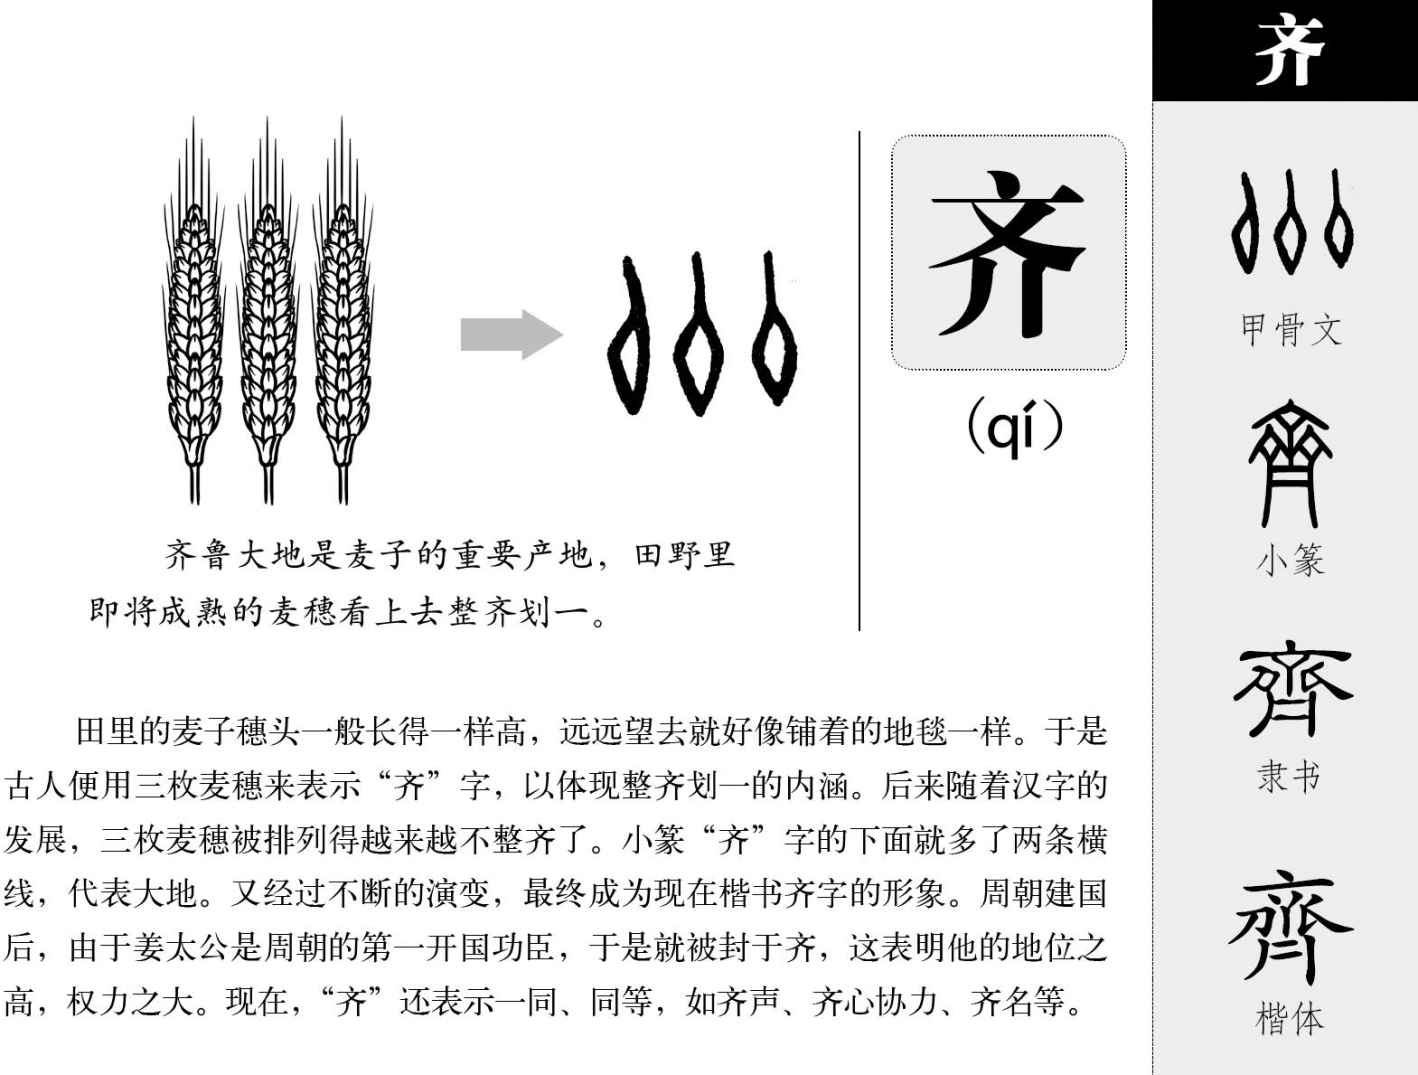 齐
齐
(qí)
齐鲁大地是麦子的重要产地，田野里
即将成熟的麦穗看上去整齐划一。
田里的麦子穗头一般长得一样高，远远望去就好像铺着的地毯一样。于是
古人便用三枚麦穗来表示“齐”字，以体现整齐划一的内涵。后来随着汉字的
发展，三枚麦穗被排列得越来越不整齐了。小篆“齐”字的下面就多了两条横
线，代表大地。又经过不断的演变，最终成为现在楷书齐字的形象。周朝建国
后，由于姜太公是周朝的第一开国功臣，于是就被封于齐，这表明他的地位之
高，权力之大。现在，“齐”还表示一同、同等，如齐声、齐心协力、齐名等。
甲骨文
齊
小篆
齊
隶书
齊
楷体